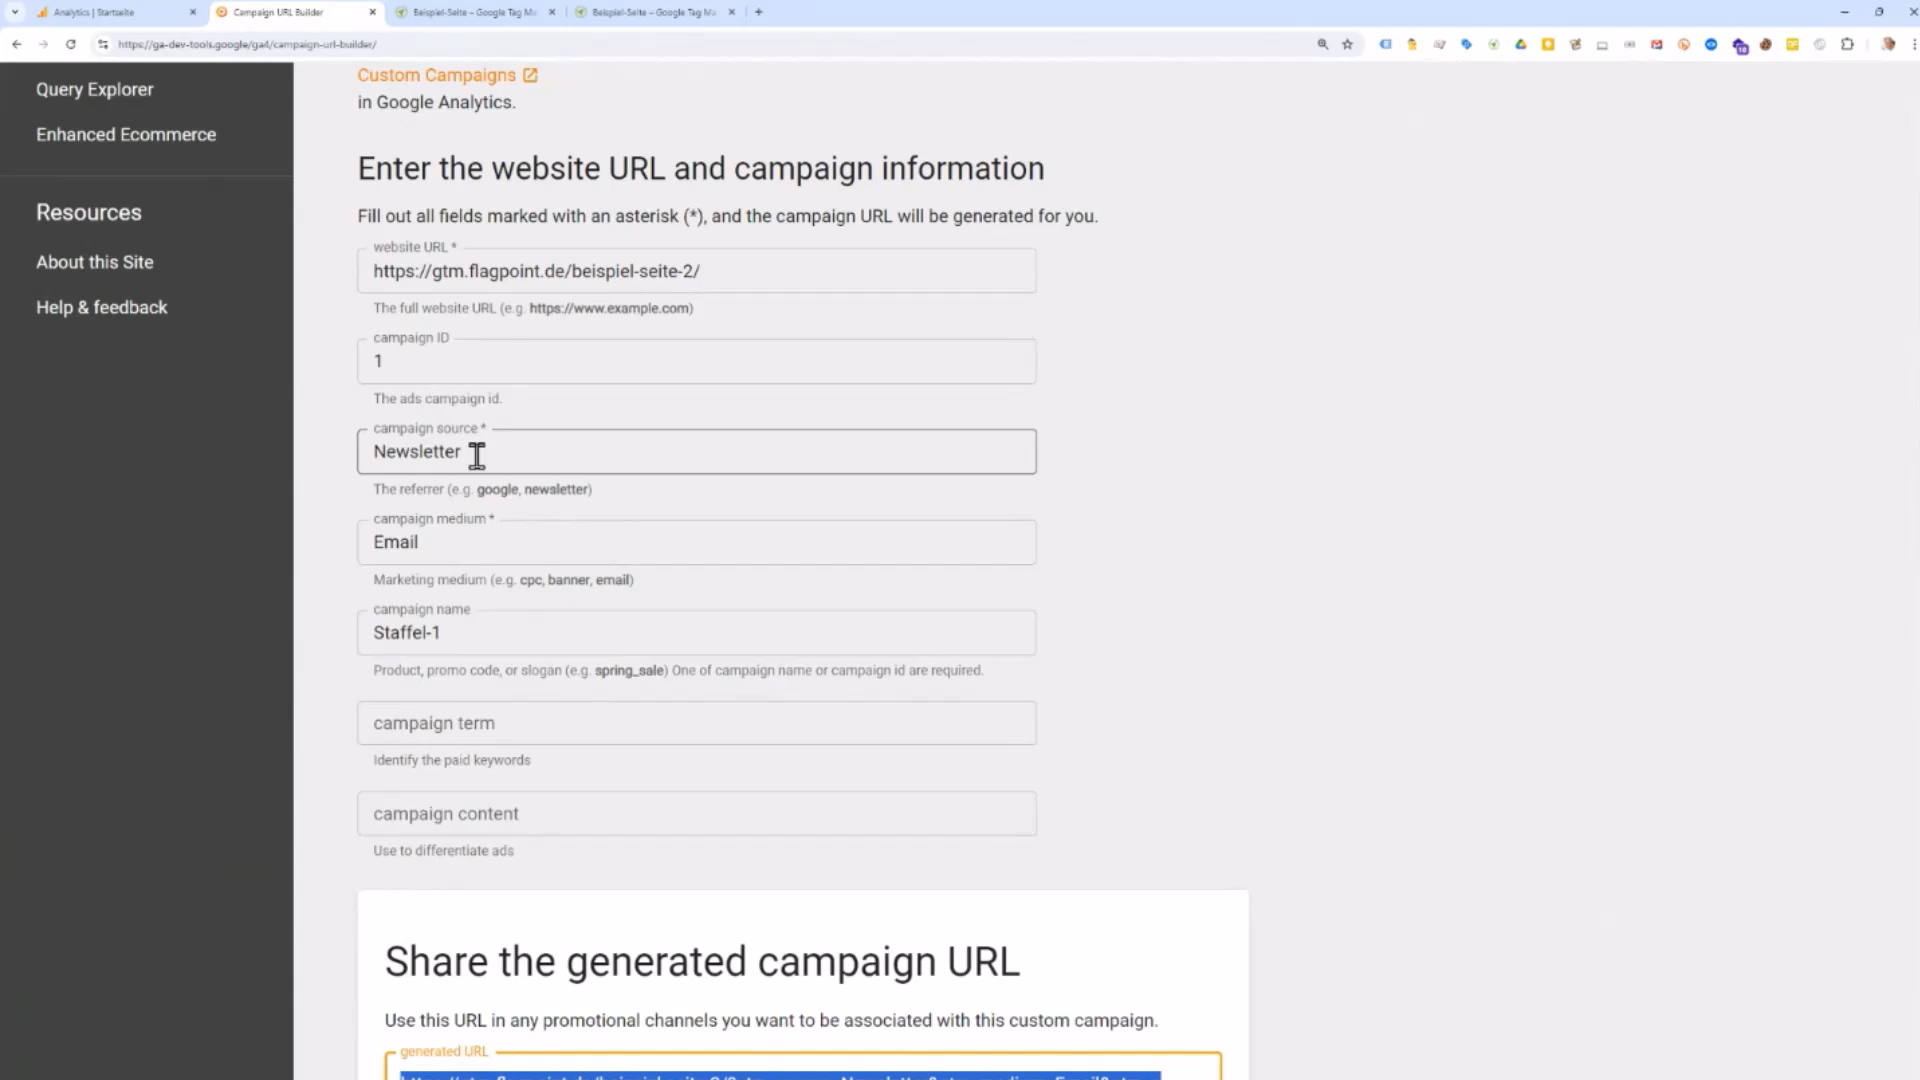 Analytics | Startseite
Campaign URL Builder
Beispiel-Seite – Google Tag Ma
Beispiel-Seite – Google Tag Ma
https://ga-dev-tools.google/ga4/campaign-url-builder/
Query Explorer
Enhanced Ecommerce
Resources
About this Site
Help & feedback
Custom Campaigns
in Google Analytics.
Enter the website URL and campaign information
Fill out all fields marked with an asterisk (*), and the campaign URL will be generated for you.
website URL *
https://gtm.flagpoint.de/beispiel-seite-2/
The full website URL (e.g. https://www.example.com)
campaign ID
1
The ads campaign id.
campaign source *
Newsletter
The referrer (e.g. google, newsletter)
campaign medium *
Email
Marketing medium (e.g. cpc, banner, email)
campaign name
Staffel-1
Product, promo code, or slogan (e.g. spring_sale) One of campaign name or campaign id are required.
campaign term
Identify the paid keywords
campaign content
Use to differentiate ads
Share the generated campaign URL
Use this URL in any promotional channels you want to be associated with this custom campaign.
generated URL